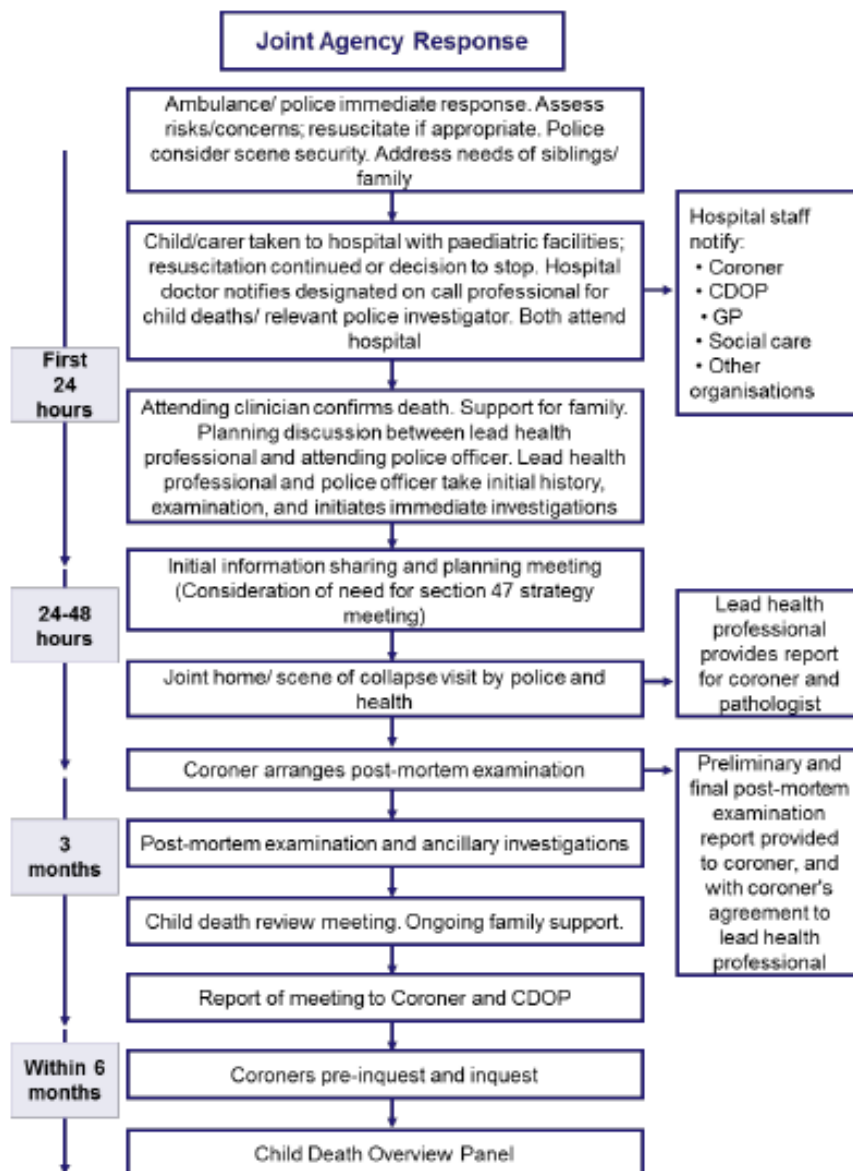 Joint Agency Response
Ambulance/ police immediate response. Assess
risks/concerns; resuscitate if appropriate. Police
consider scene security. Address needs of siblings/
family
Child/carer taken to hospital with paediatric facilities;
resuscitation continued or decision to stop. Hospital
doctor notifies designated on call professional for
child deaths/ relevant police investigator. Both attend
hospital
Hospital staff
notify:
• Coroner
• CDOP
• GP
• Social care
• Other
organisations
First
24
hours
Attending clinician confirms death. Support for family.
Planning discussion between lead health
professional and attending police officer. Lead health
professional and police officer take initial history,
examination, and initiates immediate investigations
24-48
hours
Initial information sharing and planning meeting
(Consideration of need for section 47 strategy
meeting)
Joint home/ scene of collapse visit by police and
health
Lead health
professional
provides report
for coroner and
pathologist
Coroner arranges post-mortem examination
Preliminary and
final post-mortem
examination
report provided
to coroner, and
with coroner's
agreement to
lead health
professional
3
months
Post-mortem examination and ancillary investigations
Child death review meeting. Ongoing family support.
Report of meeting to Coroner and CDOP
Within 6
months
Coroners pre-inquest and inquest
Child Death Overview Panel